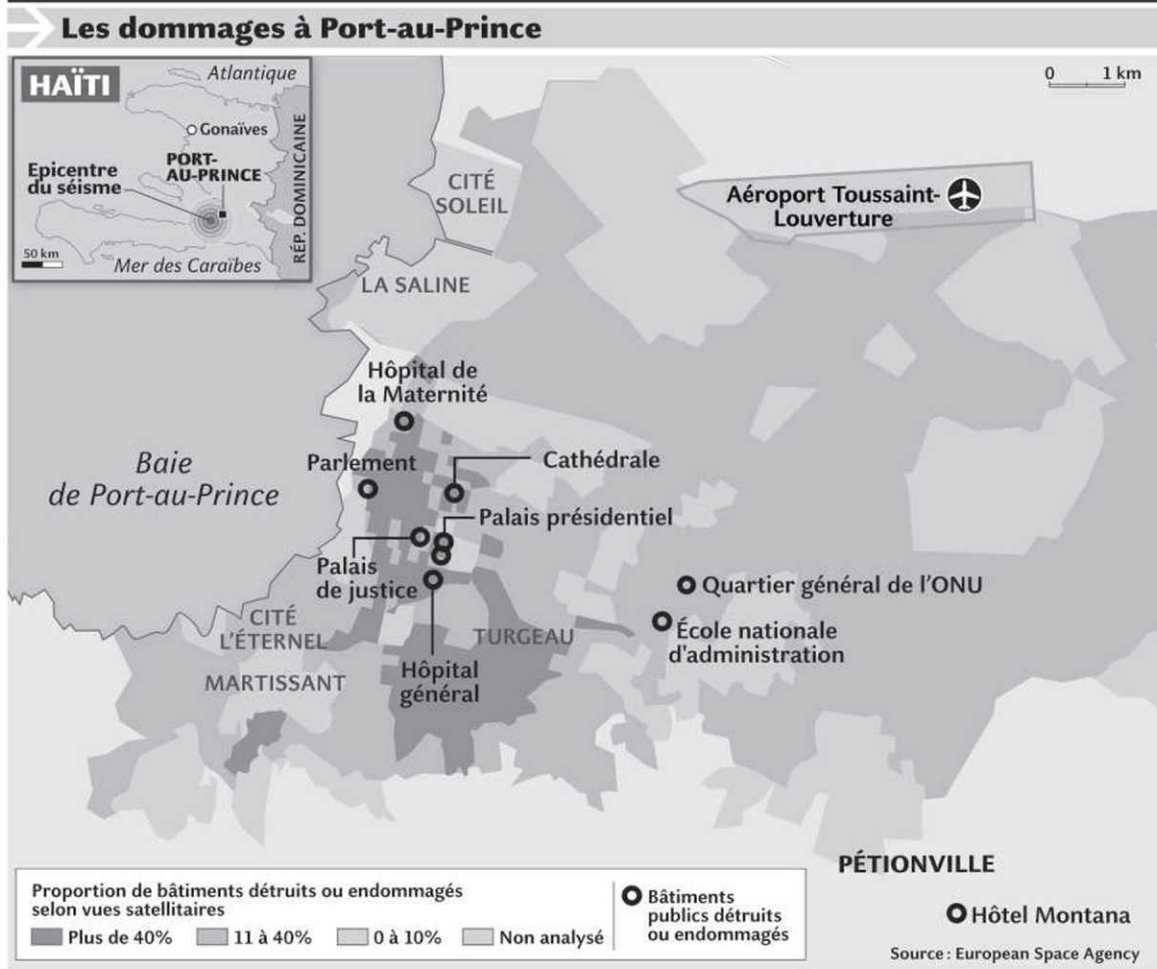 Les dommages à Port-au-Prince
HAÏTI
Atlantique
Gonaïves
Epicentre
du séisme
PORT-
AU-PRINCE
RÉP. DOMINICAINE
50 km
Mer des Caraïbes
0 1 km
CITÉ
SOLEIL
Aéroport Toussaint-
Louverture
LA SALINE
Hôpital de
la Maternité
Baie
de Port-au-Prince
Parlement
Cathédrale
Palais présidentiel
Palais
de justice
Quartier général de l'ONU
CITÉ
L'ÉTERNEL
TURGEAU
École nationale
d'administration
MARTISSANT
Hôpital
général
PÉTIONVILLE
Hôtel Montana
Proportion de bâtiments détruits ou endommagés
selon vues satellitaires
Plus de 40% 11 à 40% 0 à 10% Non analysé
Bâtiments
publics détruits
ou endommagés
Source : European Space Agency